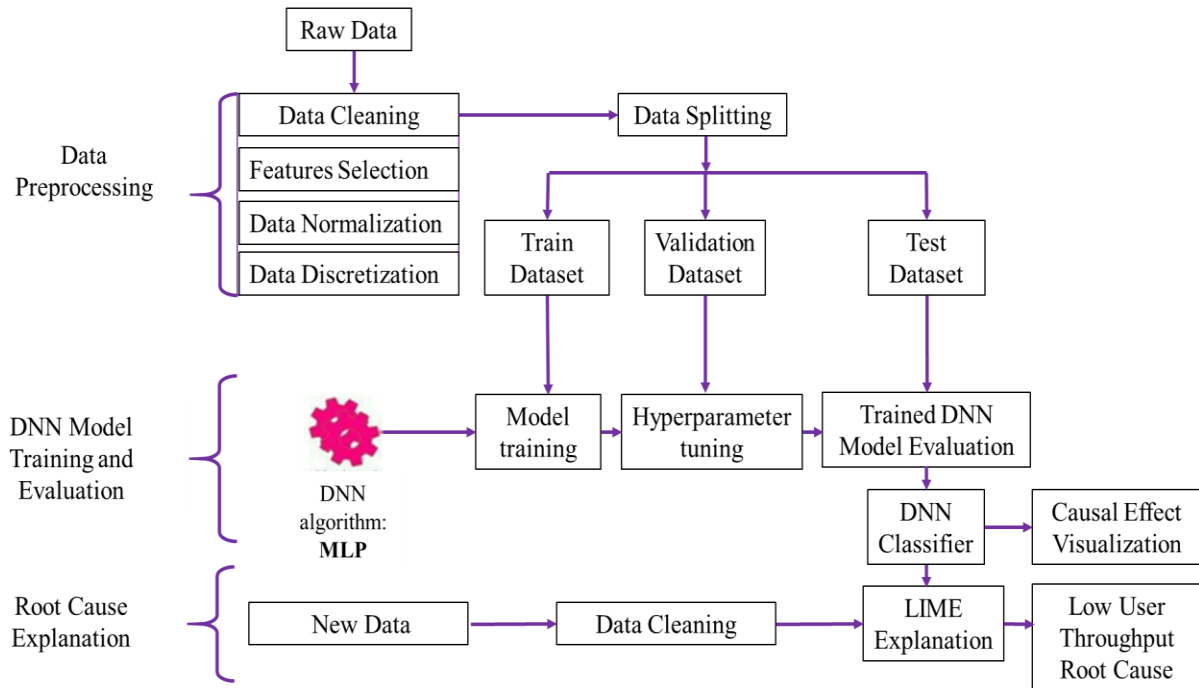 Raw Data
Data
Preprocessing
Data Cleaning
Features Selection
Data Normalization
Data Discretization
Data Splitting
Train
Dataset
Validation
Dataset
Test
Dataset
DNN Model
Training and
Evaluation
DNN
algorithm:
MLP
Model
training
Hyperparameter
tuning
Trained DNN
Model Evaluation
DNN
Classifier
Causal Effect
Visualization
Root Cause
Explanation
New Data
Data Cleaning
LIME
Explanation
Low User
Throughput
Root Cause